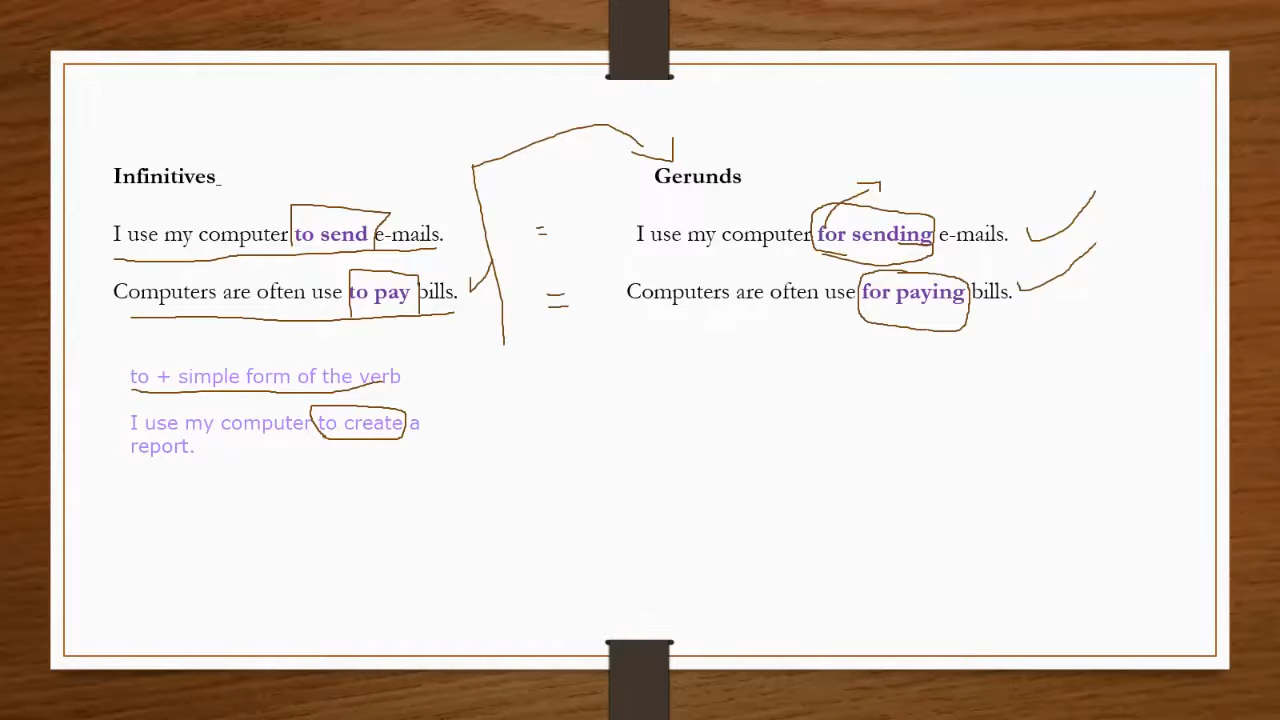 Infinitives
I use my computer to send e-mails.
Computers are often use to pay bills.
to + simple form of the verb
I use my computer to create a
report.
=
=
Gerunds
I use my computer for sending e-mails.
Computers are often use for paying bills.